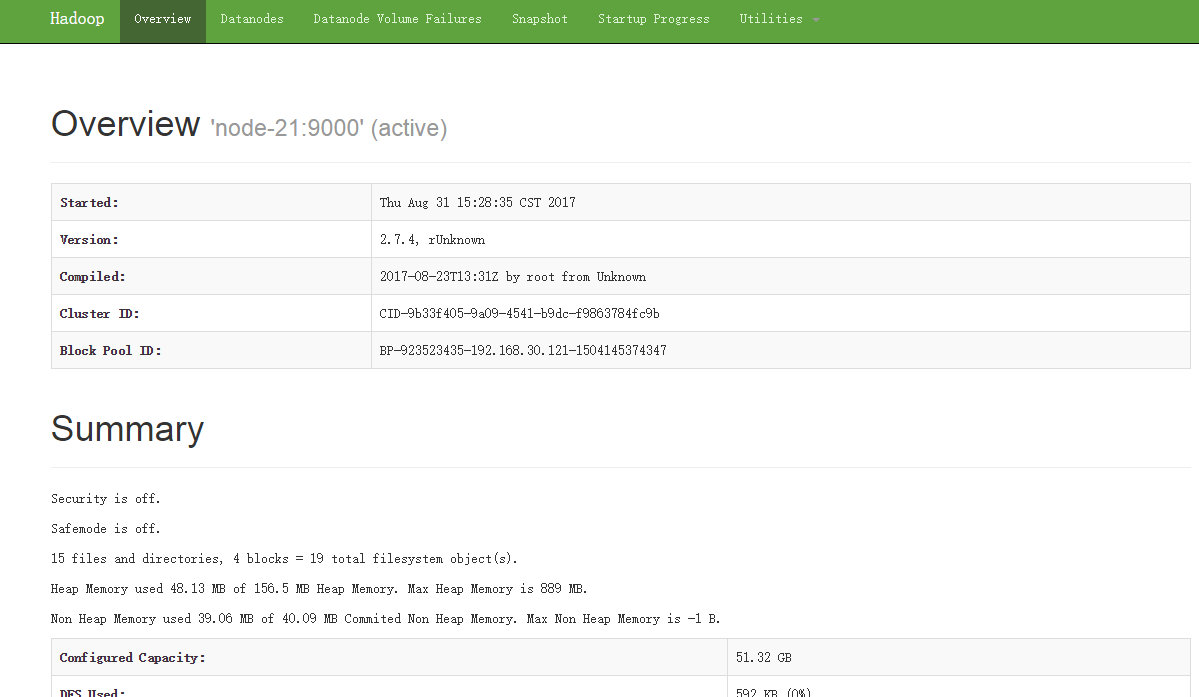 Hadoop Overview Datanodes Datanode Volume Failures Snapshot Startup Progress Utilities
Overview 'node-21:9000' (active)
Started: Thu Aug 31 15:28:35 CST 2017
Version: 2.7.4, rUnknown
Compiled: 2017-08-23T13:31Z by root from Unknown
Cluster ID: CID-9b33f405-9a09-4541-b9dc-f9863784fc9b
Block Pool ID: BP-923523435-192.168.30.121-1504145374347
Summary
Security is off.
Safemode is off.
15 files and directories, 4 blocks = 19 total filesystem object(s).
Heap Memory used 48.13 MB of 156.5 MB Heap Memory. Max Heap Memory is 889 MB.
Non Heap Memory used 39.06 MB of 40.09 MB Commited Non Heap Memory. Max Non Heap Memory is -1 B.
Configured Capacity: 51.32 GB
DFS Used: 592 KB (0%)